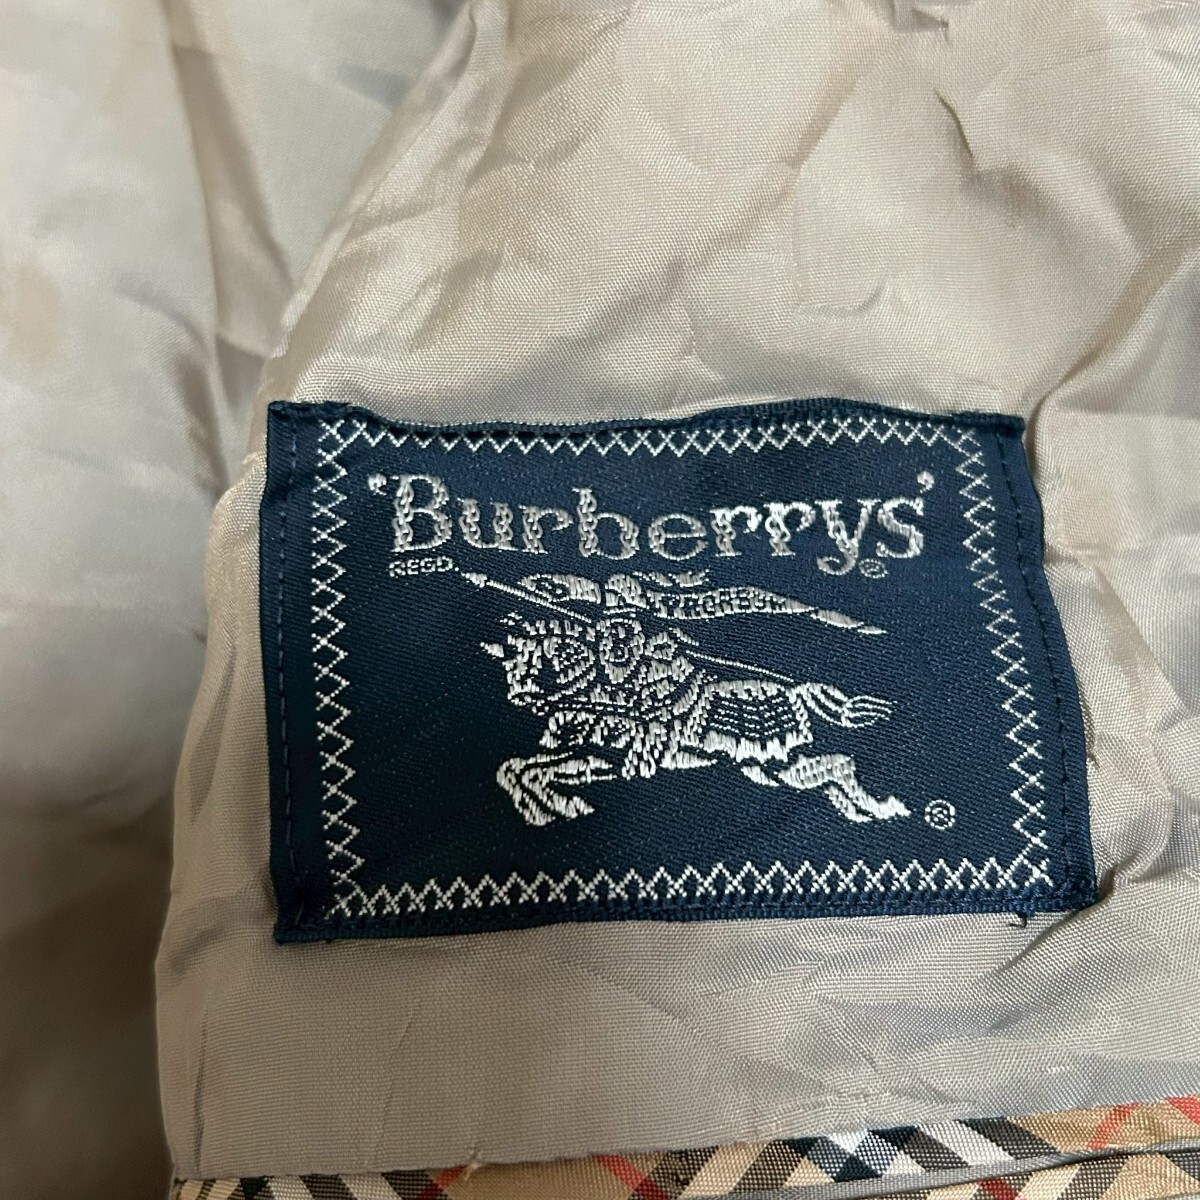 'Burberrys'
REGD. ®
PRORSUM
®